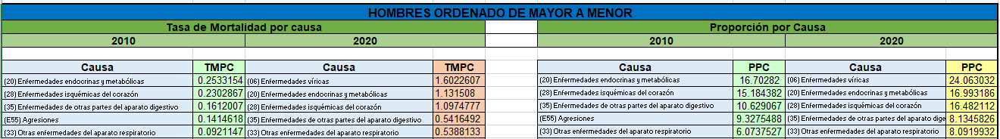 HOMBRES ORDENADO DE MAYOR A MENOR
Tasa de Mortalidad por causa Proporción por Causa
2010 2020 2010 2020
Causa TMPC Causa TMPC Causa PPC Causa PPC
(20) Enfermedades endocrinas y metabólicas 0.2533154 (06) Enfermedades víricas 1.6022607 (20) Enfermedades endocrinas y metabólicas 16.70282 (06) Enfermedades víricas 24.063032
(28) Enfermedades isquémicas del corazón 0.2302867 (20) Enfermedades endocrinas y metabólicas 1.131508 (28) Enfermedades isquémicas del corazón 15.184382 (20) Enfermedades endocrinas y metabólicas 16.993186
(35) Enfermedades de otras partes del aparato digestivo 0.1612007 (28) Enfermedades isquémicas del corazón 1.0974777 (35) Enfermedades de otras partes del aparato digestivo 10.629067 (28) Enfermedades isquémicas del corazón 16.482112
(E55) Agresiones 0.1414618 (35) Enfermedades de otras partes del aparato digestivo 0.5416492 (E55) Agresiones 9.3275488 (35) Enfermedades de otras partes del aparato dige 8.1345826
(33) Otras enfermedades del aparato respiratorio 0.0921147 (33) Otras enfermedades del aparato respiratorio 0.5388133 (33) Otras enfermedades del aparato respiratorio 6.0737527 (33) Otras enfermedades del aparato respiratorio 8.0919932